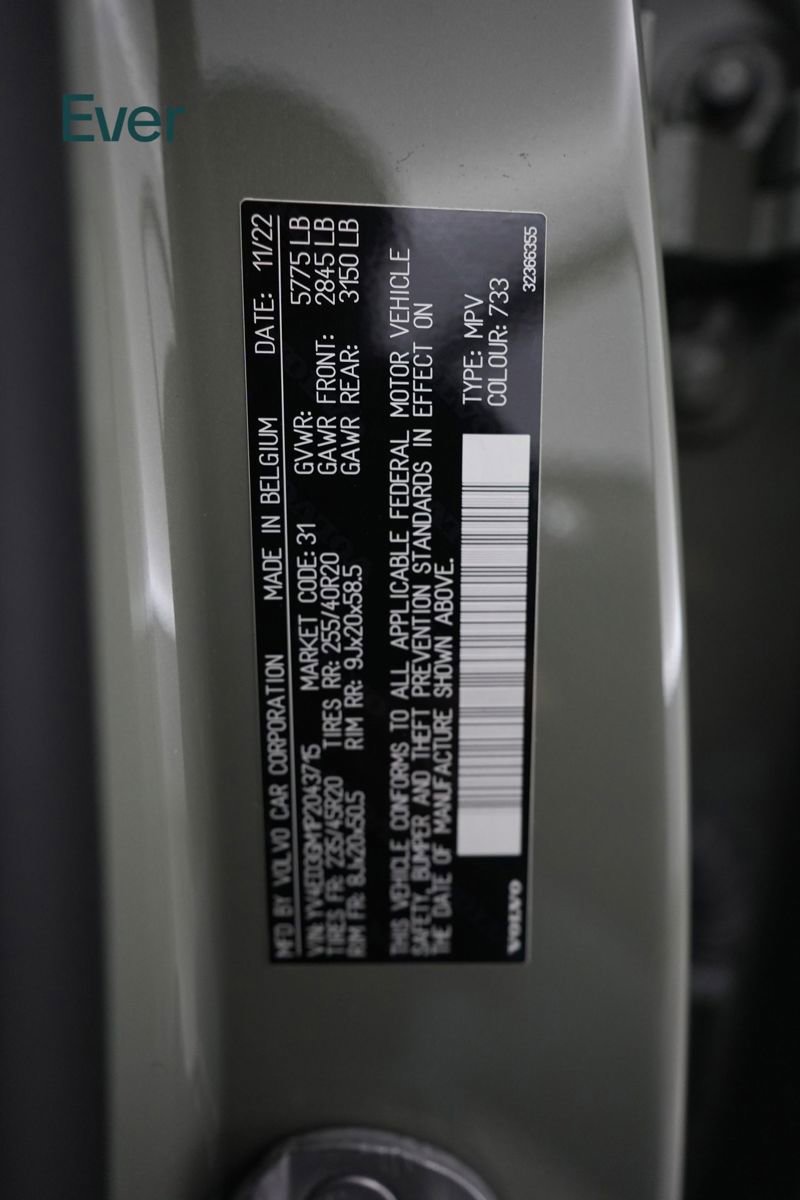 Ever
MFD BY VOLVO CAR CORPORATION MADE IN BELGIUM DATE: 11/22
VIN: YV4ED3GM1P2043715 MARKET CODE: 31 GVWR: 5775 LB
TIRES FR: 235/45R20 TIRES RR: 255/40R20 GAWR FRONT: 2845 LB
RIM FR: 8Jx20x50.5 RIM RR: 9Jx20x58.5 GAWR REAR: 3150 LB
THIS VEHICLE CONFORMS TO ALL APPLICABLE FEDERAL MOTOR VEHICLE
SAFETY, BUMPER AND THEFT PREVENTION STANDARDS IN EFFECT ON
THE DATE OF MANUFACTURE SHOWN ABOVE.
TYPE: MPV
COLOUR: 733
VOLVO
32366355